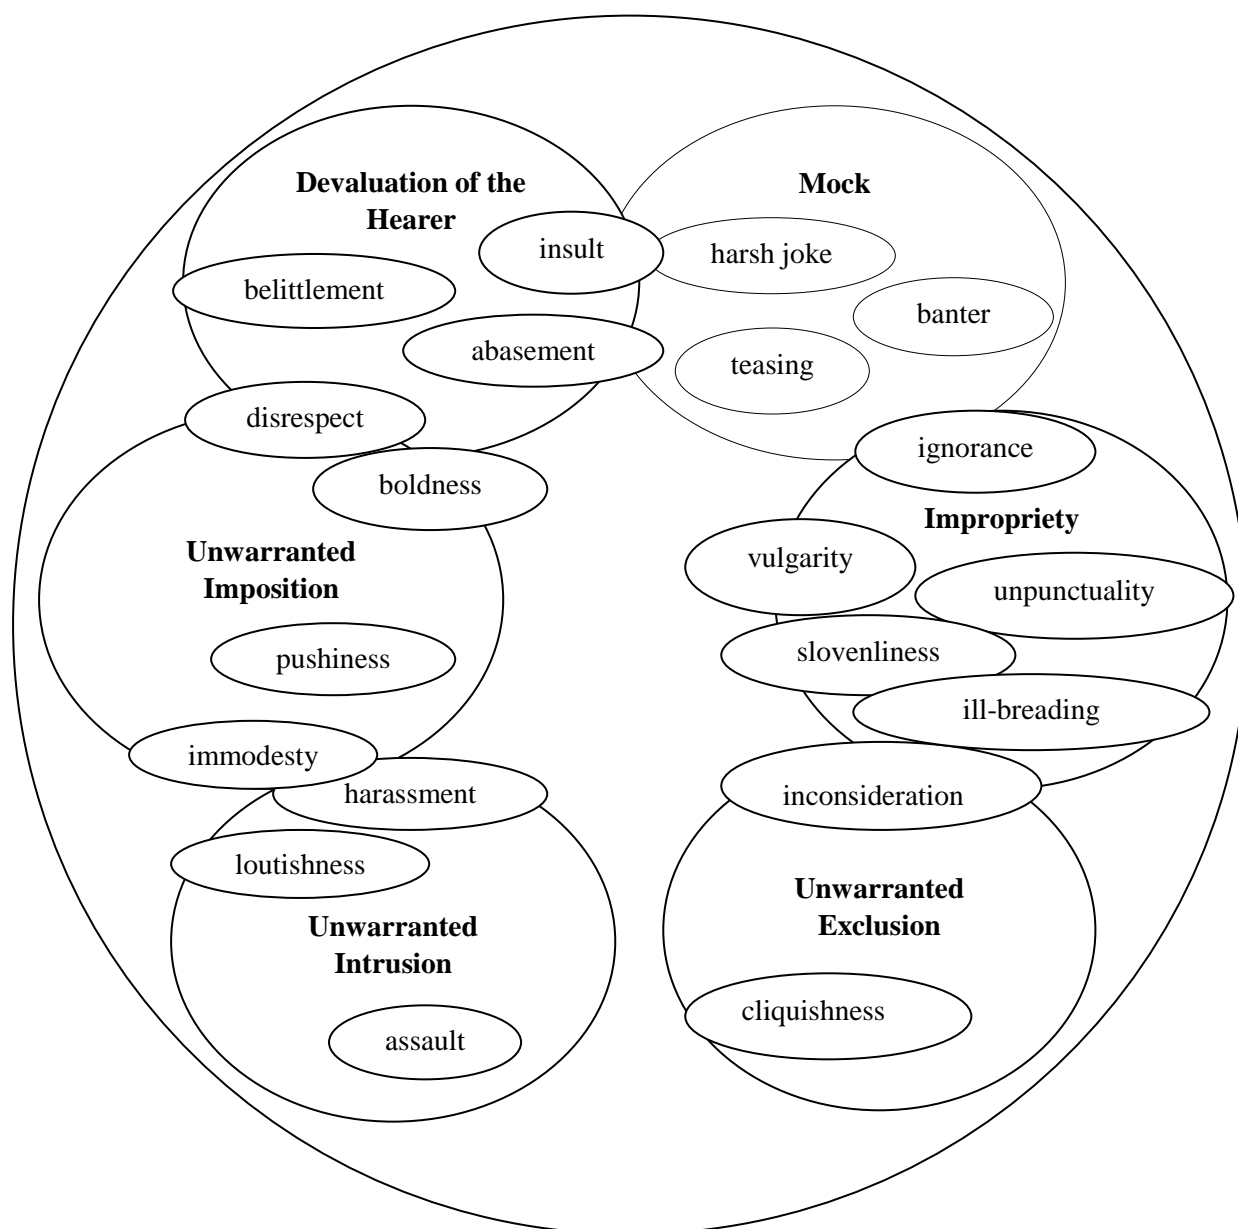 Devaluation of the
Hearer
insult
belittlement
abasement
Mock
harsh joke
banter
teasing
disrespect
boldness
Unwarranted
Imposition
pushiness
immodesty
harassment
loutishness
Unwarranted
Intrusion
assault
ignorance
Impropriety
vulgarity
unpunctuality
slovenliness
ill-breading
inconsideration
Unwarranted
Exclusion
cliquishness